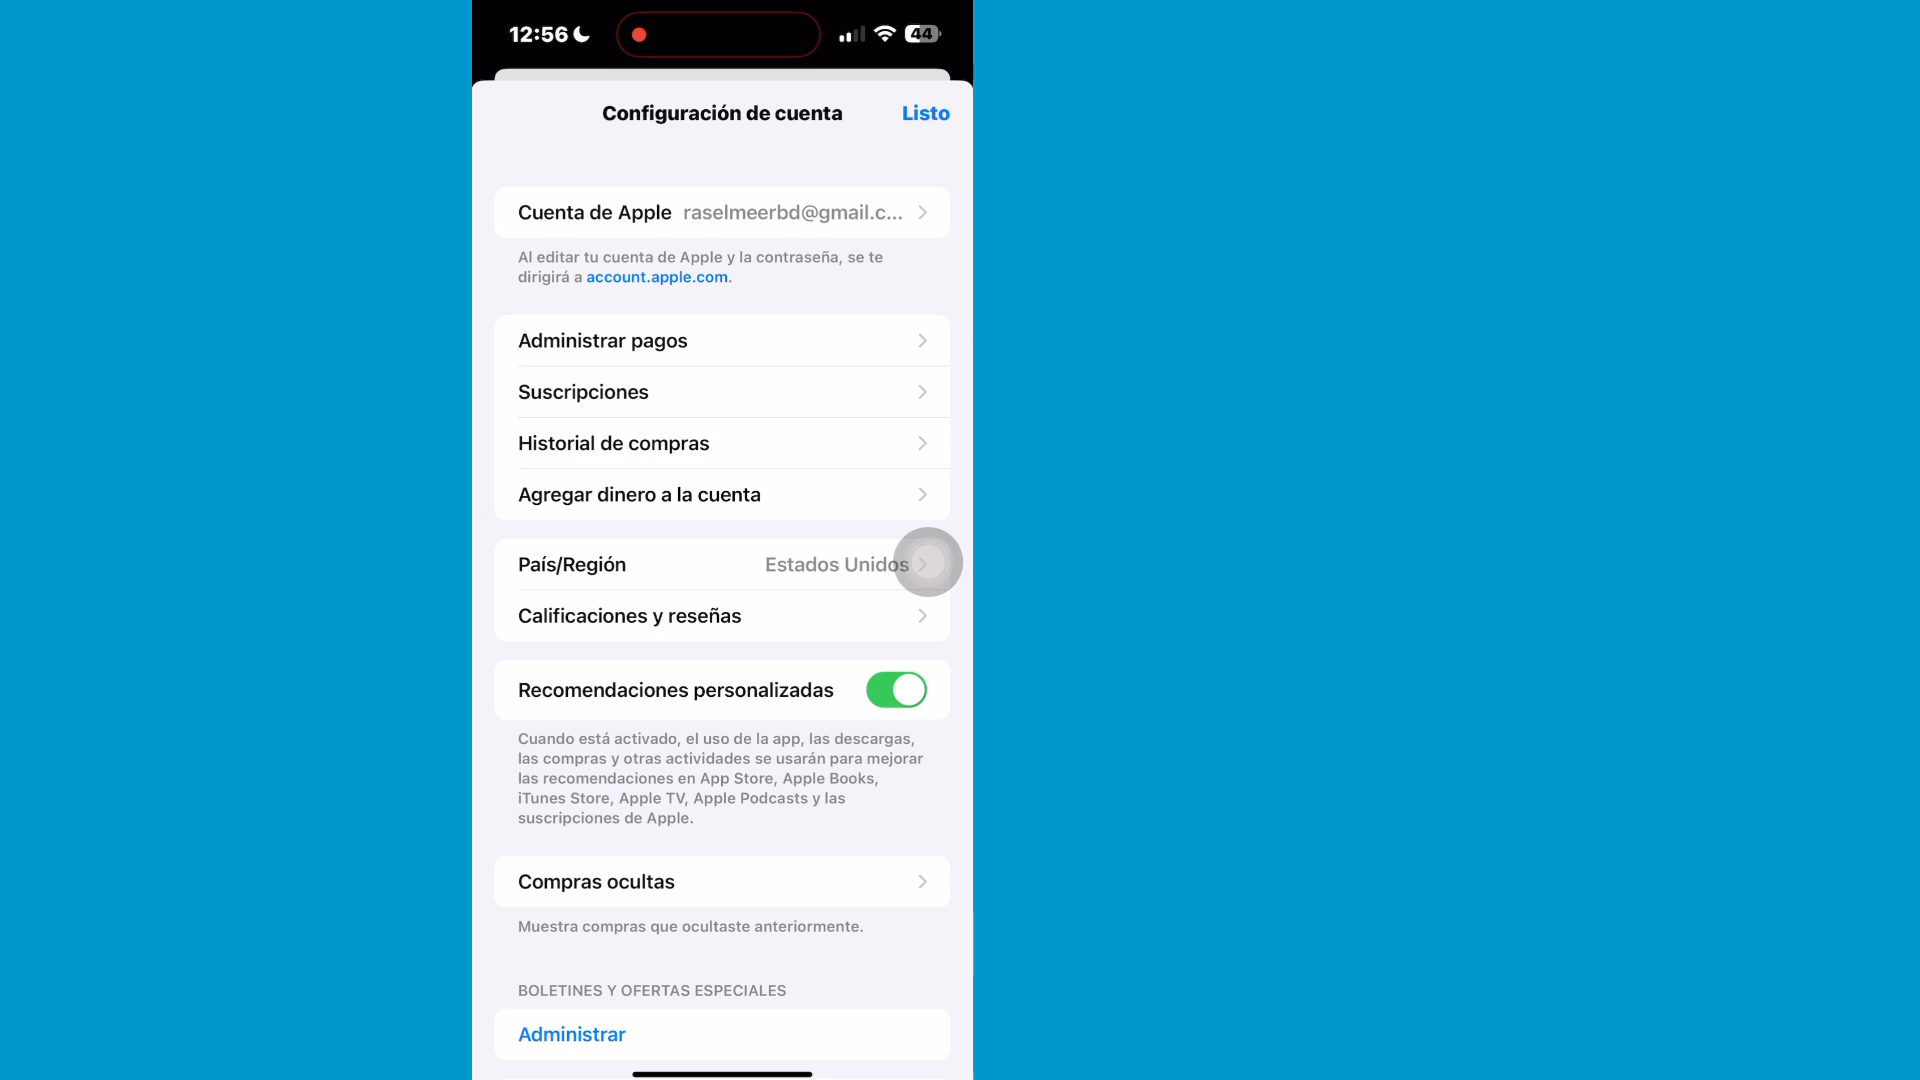 12:56
44
Configuración de cuenta
Listo
Cuenta de Apple raselmeerbd@gmail.c...
Al editar tu cuenta de Apple y la contraseña, se te
dirigirá a account.apple.com.
Administrar pagos
Suscripciones
Historial de compras
Agregar dinero a la cuenta
País/Región Estados Unidos
Calificaciones y reseñas
Recomendaciones personalizadas
Cuando está activado, el uso de la app, las descargas,
las compras y otras actividades se usarán para mejorar
las recomendaciones en App Store, Apple Books,
iTunes Store, Apple TV, Apple Podcasts y las
suscripciones de Apple.
Compras ocultas
Muestra compras que ocultaste anteriormente.
BOLETINES Y OFERTAS ESPECIALES
Administrar